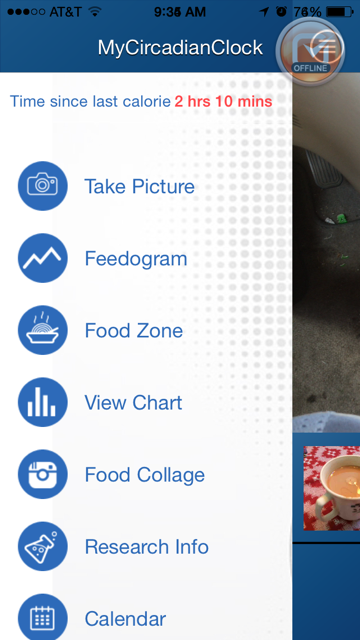 AT&T 9:35 AM 76%
MyCircadianClock
OFFLINE
Time since last calorie 2 hrs 10 mins
Take Picture
Feedogram
Food Zone
View Chart
Food Collage
Research Info
Calendar